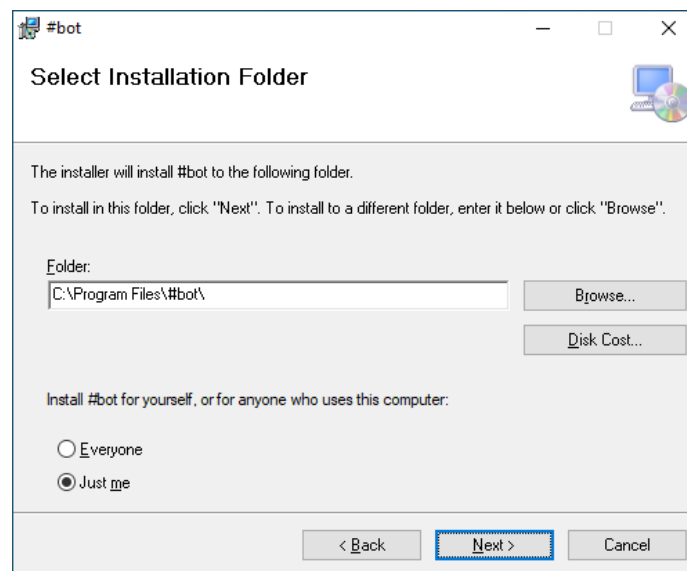 #bot
Select Installation Folder
The installer will install #bot to the following folder.
To install in this folder, click "Next". To install to a different folder, enter it below or click "Browse".
Folder:
C:\Program Files\#bot\
Browse...
Disk Cost...
Install #bot for yourself, or for anyone who uses this computer:
Everyone
Just me
< Back
Next >
Cancel